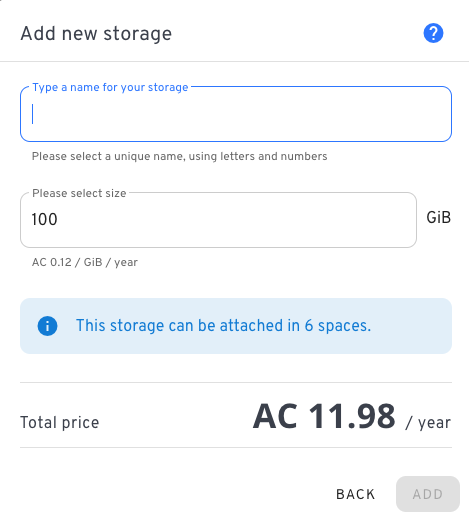 Add new storage
?
Type a name for your storage
Please select a unique name, using letters and numbers
Please select size
100
GiB
AC 0.12 / GiB / year
i
This storage can be attached in 6 spaces.
Total price
AC 11.98 / year
BACK
ADD